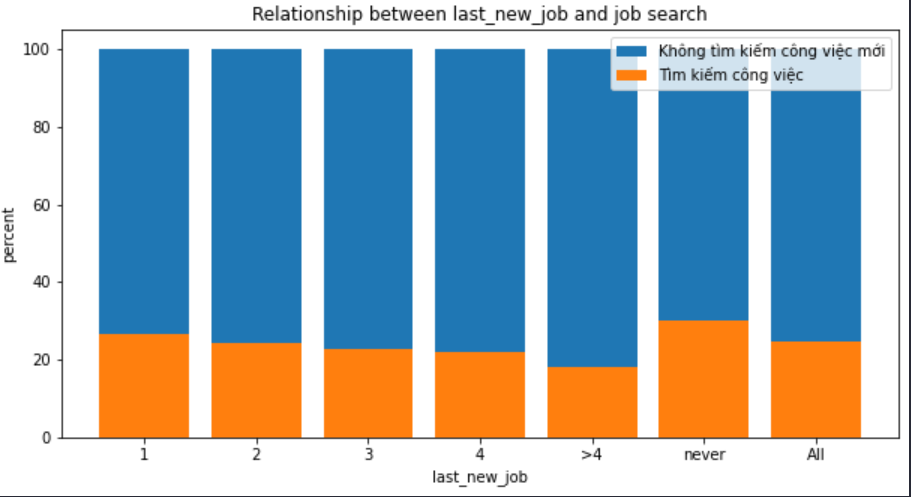 Relationship between last_new_job and job search
Không tìm kiếm công việc mới
Tìm kiếm công việc
percent
100
80
60
40
20
0
1 2 3 4 >4 never All
last_new_job